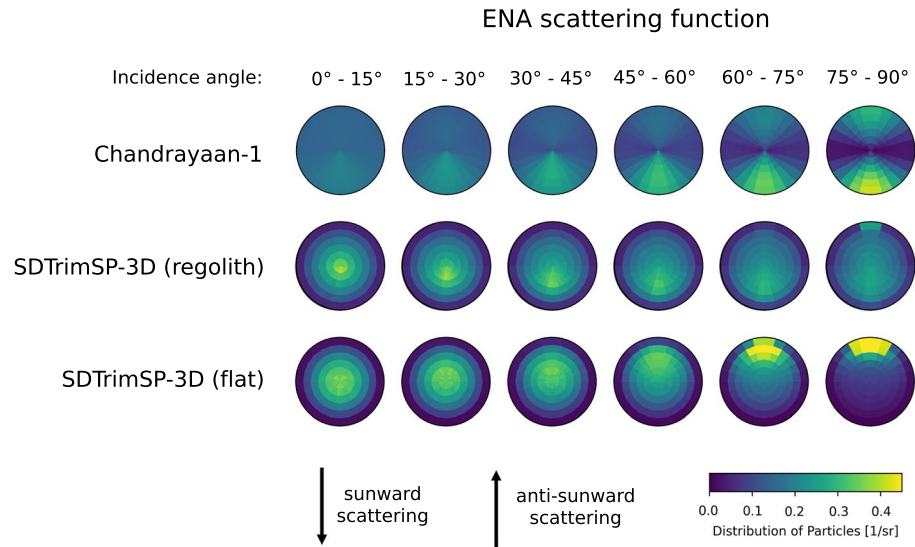 ENA scattering function
Incidence angle: 0° - 15° 15° - 30° 30° - 45° 45° - 60° 60° - 75° 75° - 90°
Chandrayaan-1
SDTrimSP-3D (regolith)
SDTrimSP-3D (flat)
sunward
scattering
anti-sunward
scattering
0.0 0.1 0.2 0.3 0.4
Distribution of Particles [1/sr]